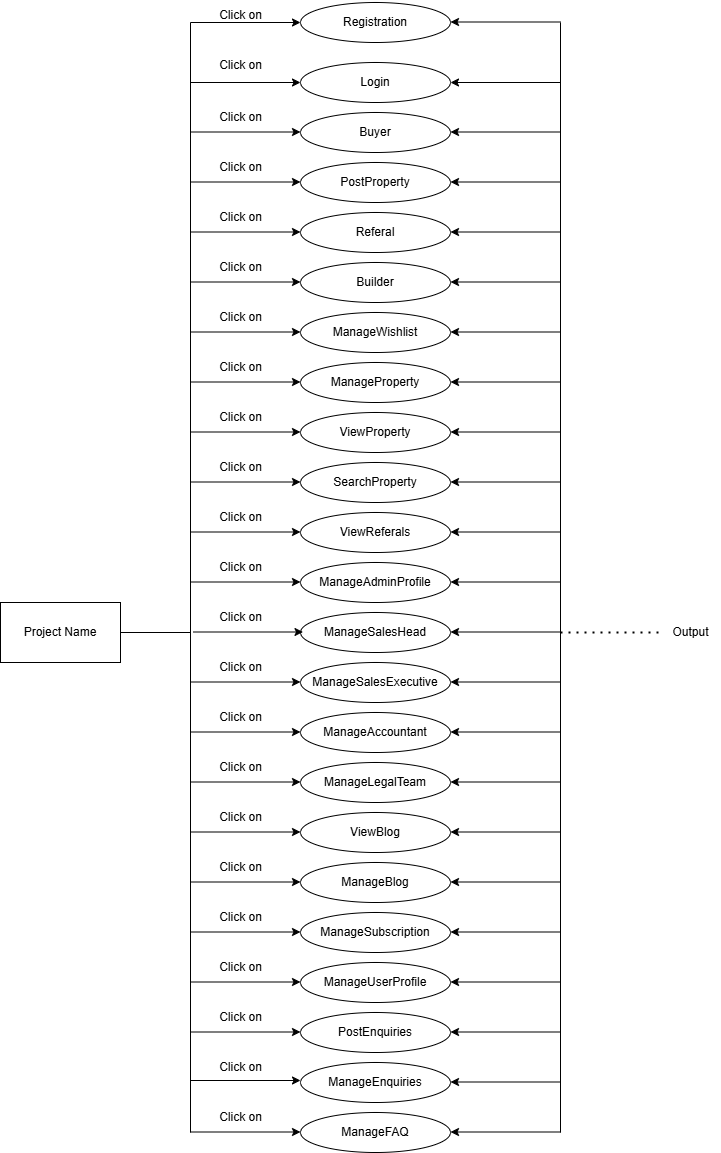 Click on
Registration
Click on
Login
Click on
Buyer
Click on
PostProperty
Click on
Referal
Click on
Builder
Click on
ManageWishlist
Click on
ManageProperty
Click on
ViewProperty
Click on
SearchProperty
Click on
ViewReferals
Click on
ManageAdminProfile
Click on
Project Name
ManageSalesHead
Output
Click on
ManageSalesExecutive
Click on
ManageAccountant
Click on
ManageLegalTeam
Click on
ViewBlog
Click on
ManageBlog
Click on
ManageSubscription
Click on
ManageUserProfile
Click on
PostEnquiries
Click on
ManageEnquiries
Click on
ManageFAQ